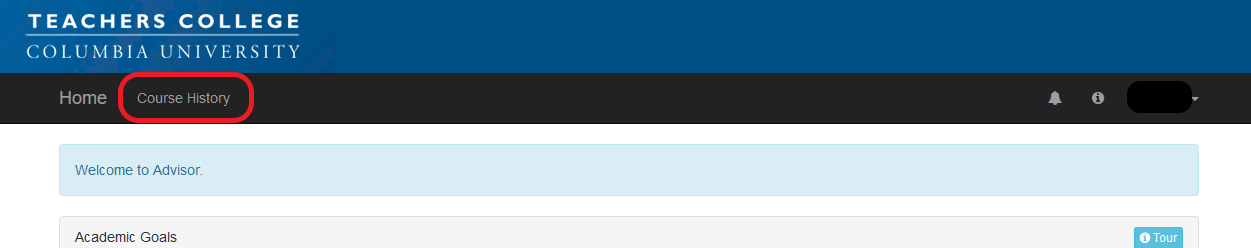 TEACHERS COLLEGE
COLUMBIA UNIVERSITY
Home Course History
Welcome to Advisor.
Academic Goals Tour